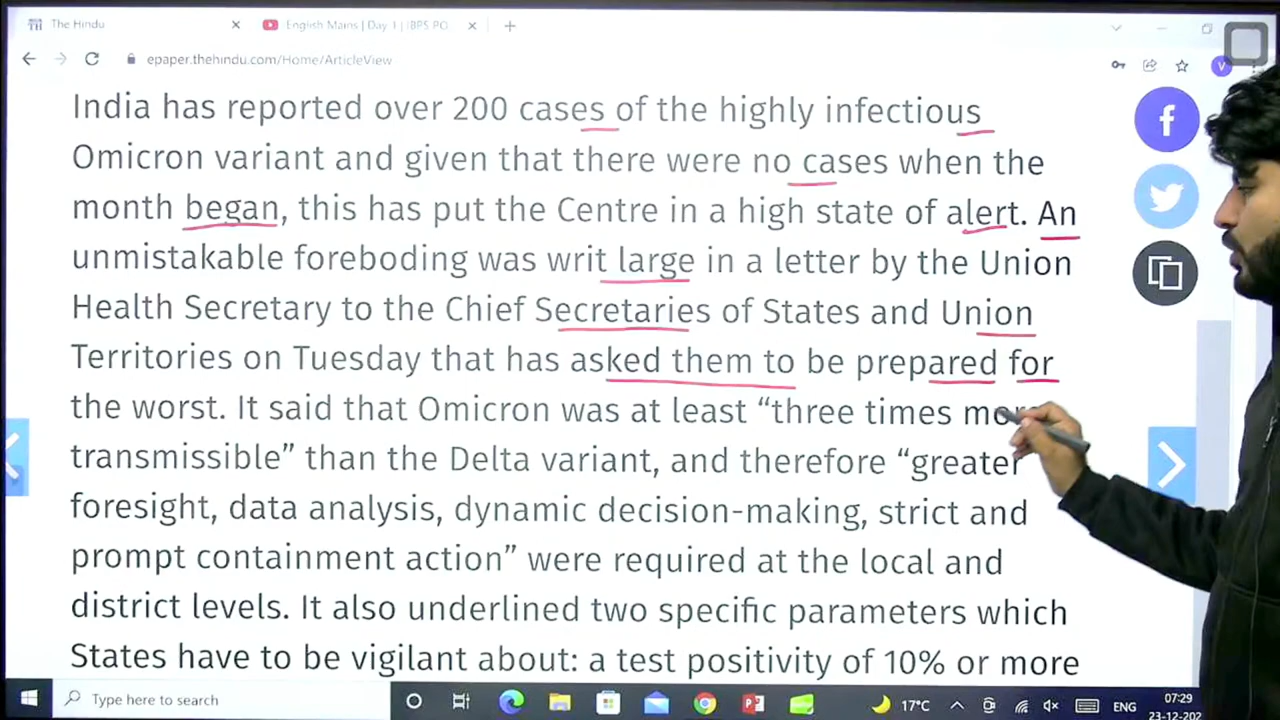 The Hindu
English Mains | Day 1 | IBPS PO
epaper.thehindu.com/Home/ArticleView
V
India has reported over 200 cases of the highly infectious
Omicron variant and given that there were no cases when the
month began, this has put the Centre in a high state of alert. An
unmistakable foreboding was writ large in a letter by the Union
Health Secretary to the Chief Secretaries of States and Union
Territories on Tuesday that has asked them to be prepared for
the worst. It said that Omicron was at least “three times more
transmissible” than the Delta variant, and therefore “greater
foresight, data analysis, dynamic decision-making, strict and
prompt containment action” were required at the local and
district levels. It also underlined two specific parameters which
States have to be vigilant about: a test positivity of 10% or more
Type here to search
17°C
ENG
07:29
23-12-202